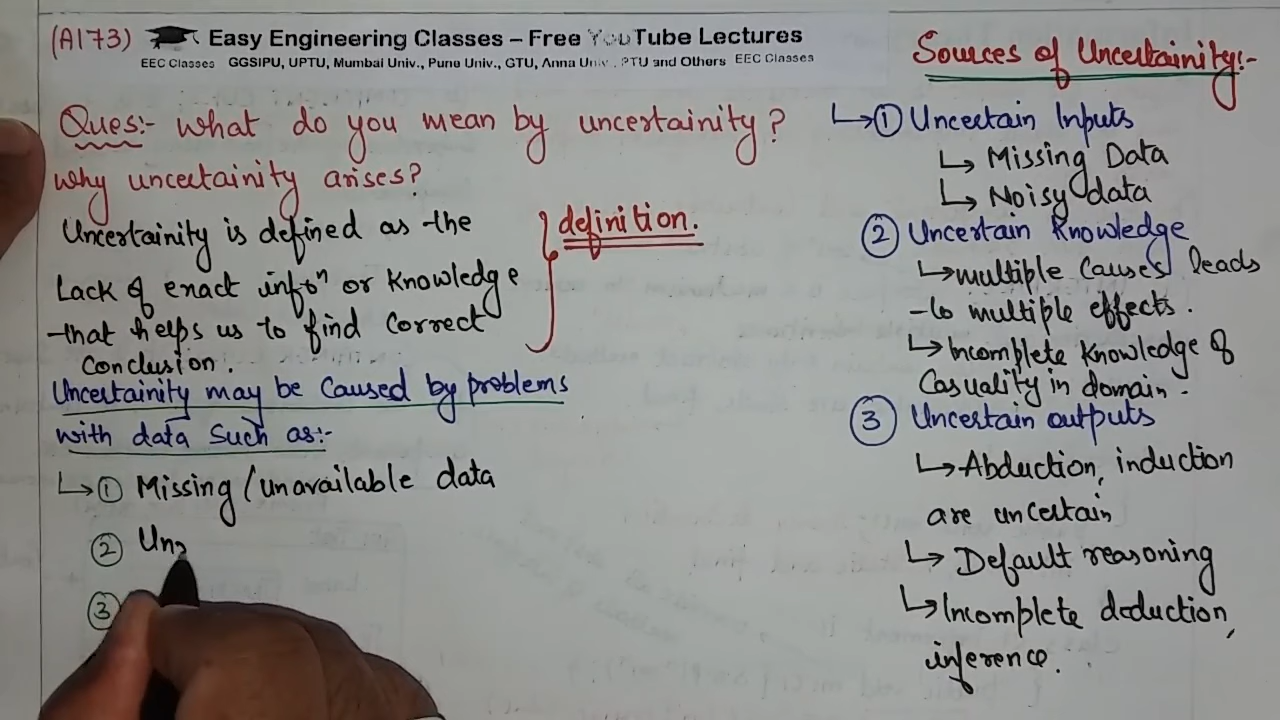 (A173) Easy Engineering Classes – Free YouTube Lectures
EEC Classes GGSIPU, UPTU, Mumbai Univ., Pune Univ., GTU, Anna Univ., PTU and Others EEC Classes
Ques:- What do you mean by uncertainity?
why uncertainity arises?
Uncertainity is defined as the
Lack of exact infoⁿ or knowledge
that helps us to find correct
Conclusion.
definition.
Uncertainity may be caused by problems
with data such as:-
① Missing/unavailable data
② Un
③
Sources of Uncertainity:-
① Uncertain Inputs
Missing Data
Noisy data
② Uncertain Knowledge
multiple causes leads
to multiple effects.
Incomplete knowledge of
Casuality in domain.
③ Uncertain outputs
Abduction, induction
are uncertain
Default reasoning
Incomplete deduction,
inference.